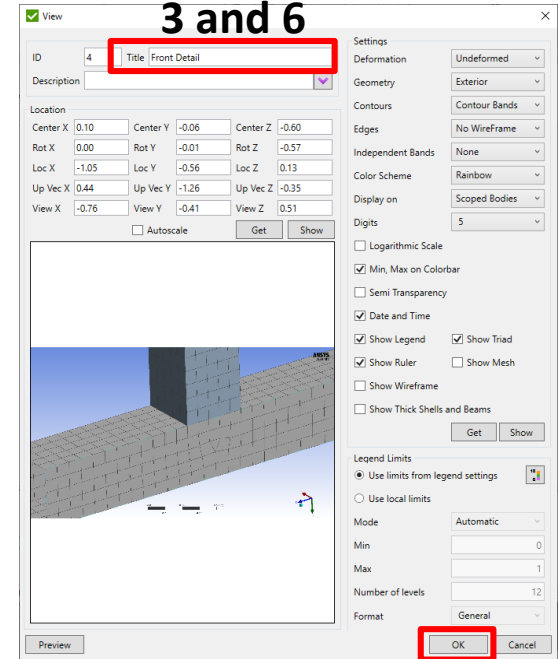 3 and 6
View
ID 4 Title Front Detail
Description
Location
Center X 0.10 Center Y -0.06 Center Z -0.60
Rot X 0.00 Rot Y -0.01 Rot Z -0.57
Loc X -1.05 Loc Y -0.56 Loc Z 0.13
Up Vec X 0.44 Up Vec Y -1.26 Up Vec Z -0.35
View X -0.76 View Y -0.41 View Z 0.51
Autoscale Get Show
ANSYS
Preview
Settings
Deformation Undeformed
Geometry Exterior
Contours Contour Bands
Edges No WireFrame
Independent Bands None
Color Scheme Rainbow
Display on Scoped Bodies
Digits 5
Logarithmic Scale
Min, Max on Colorbar
Semi Transparency
Date and Time
Show Legend Show Triad
Show Ruler Show Mesh
Show Wireframe
Show Thick Shells and Beams
Get Show
Legend Limits
Use limits from legend settings
Use local limits
Mode Automatic
Min 0
Max 1
Number of levels 12
Format General
OK Cancel